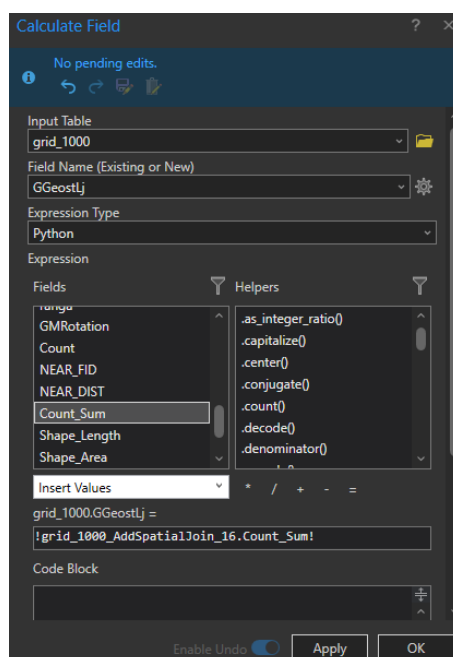 Calculate Field ? ×
No pending edits.
Input Table
grid_1000
Field Name (Existing or New)
GGeostLj
Expression Type
Python
Expression
Fields
Helpers
GMRotation
Count
NEAR_FID
NEAR_DIST
Count_Sum
Shape_Length
Shape_Area
.as_integer_ratio()
.capitalize()
.center()
.conjugate()
.count()
.decode()
.denominator()
Insert Values
* / + - =
grid_1000.GGeostLj =
!grid_1000_AddSpatialJoin_16.Count_Sum!
Code Block
Enable Undo
Apply
OK